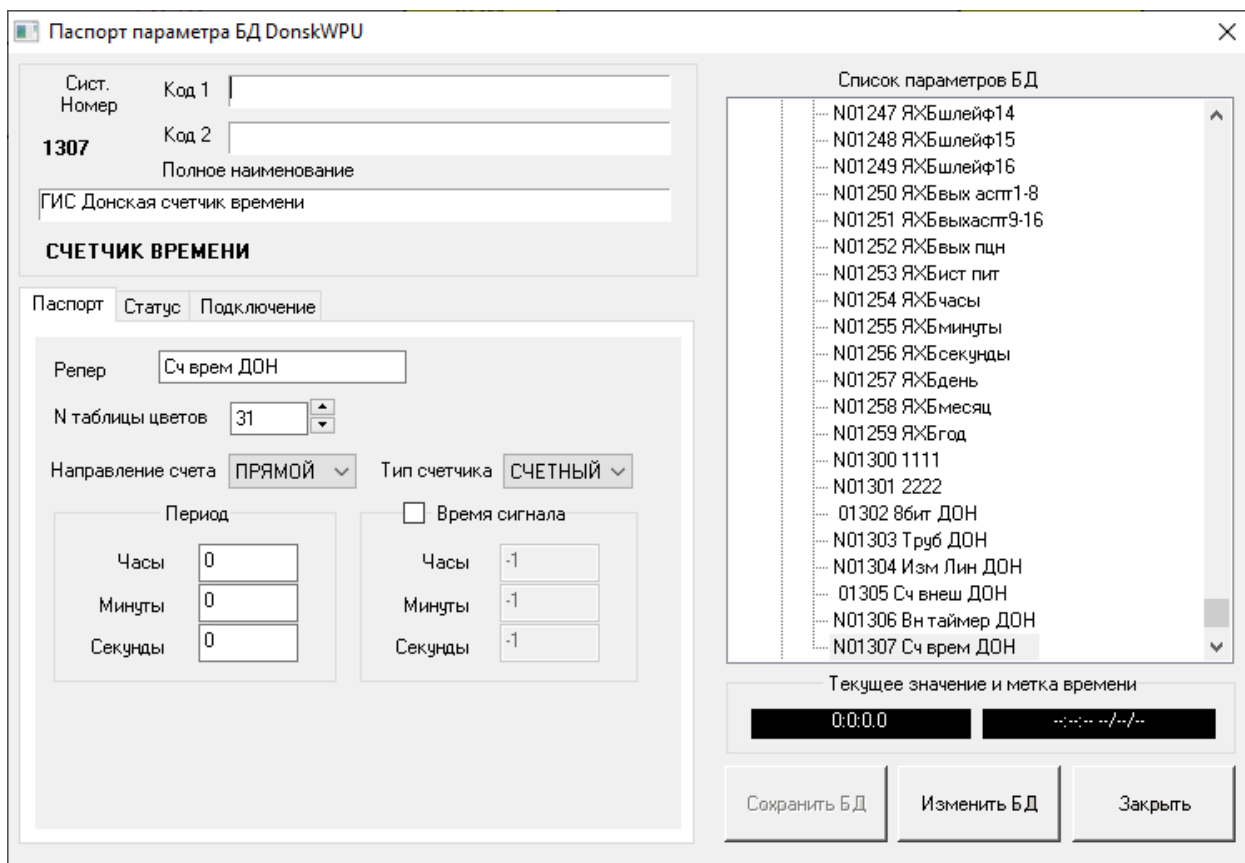 Паспорт параметра БД DonskWPU
Сист. Номер
1307
Код 1
Код 2
Полное наименование
ГИС Донская счетчик времени
СЧЕТЧИК ВРЕМЕНИ
Паспорт Статус Подключение
Репер Сч врем ДОН
N таблицы цветов 31
Направление счета ПРЯМОЙ Тип счетчика СЧЕТНЫЙ
Период
Часы 0
Минуты 0
Секунды 0
Время сигнала
Часы -1
Минуты -1
Секунды -1
Список параметров БД
N01247 ЯХБшлейф14
N01248 ЯХБшлейф15
N01249 ЯХБшлейф16
N01250 ЯХБвых аспт1-8
N01251 ЯХБвыхаспт9-16
N01252 ЯХБвых пцн
N01253 ЯХБист пит
N01254 ЯХБчасы
N01255 ЯХБминуты
N01256 ЯХБсекунды
N01257 ЯХБдень
N01258 ЯХБмесяц
N01259 ЯХБгод
N01300 1111
N01301 2222
01302 8бит ДОН
N01303 Труб ДОН
N01304 Изм Лин ДОН
01305 Сч внеш ДОН
N01306 Вн таймер ДОН
N01307 Сч врем ДОН
Текущее значение и метка времени
0:0:0.0 --:--:-- --/--/--
Сохранить БД Изменить БД Закрыть